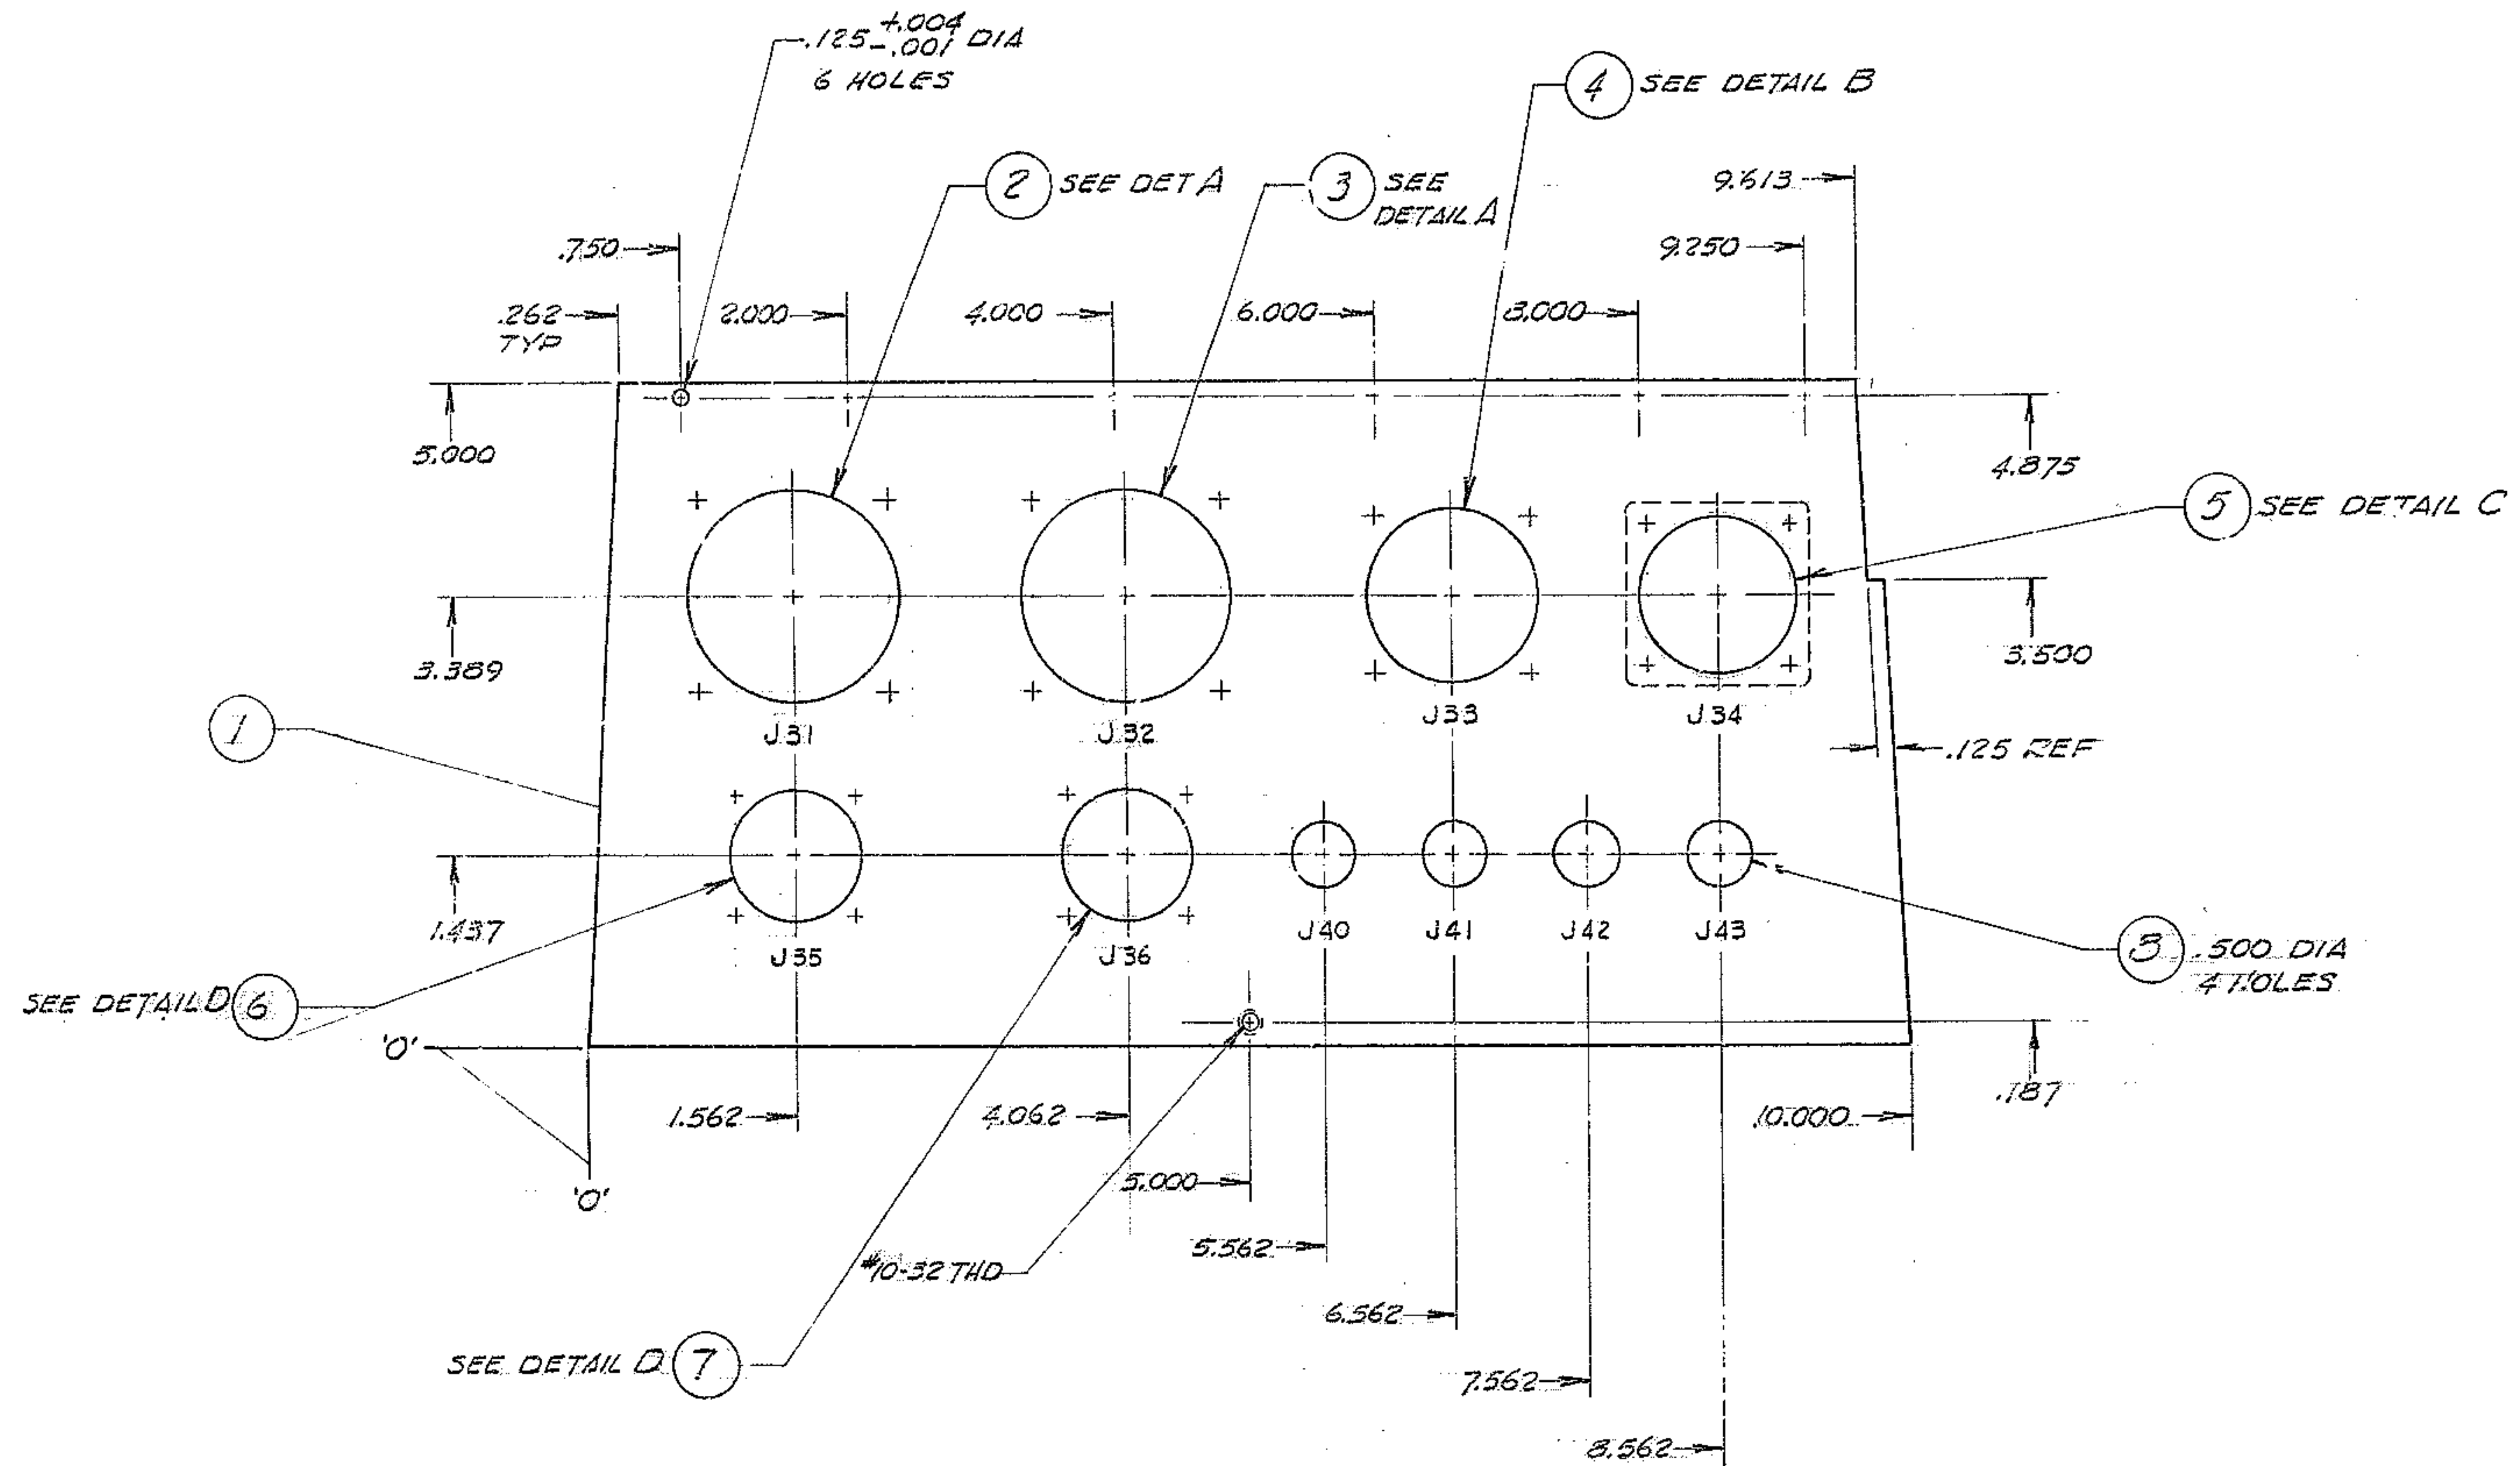 .125 +.004 -.001 DIA
6 HOLES
4 SEE DETAIL B
2 SEE DET A
3 SEE
DETAIL A
9.613
.750
9.250
.262
TYP
2.000
4.000
6.000
8.000
5.000
4.875
5 SEE DETAIL C
3.389
3.500
J31
J32
J33
J34
1
.125 REF
1.437
J35
J36
J40
J41
J42
J43
.500 DIA
4 HOLES
SEE DETAIL D 6
'0'
.187
1.562
4.062
10.000
5.000
'0'
5.562
#10-32 THD
6.562
SEE DETAIL D 7
7.562
8.562